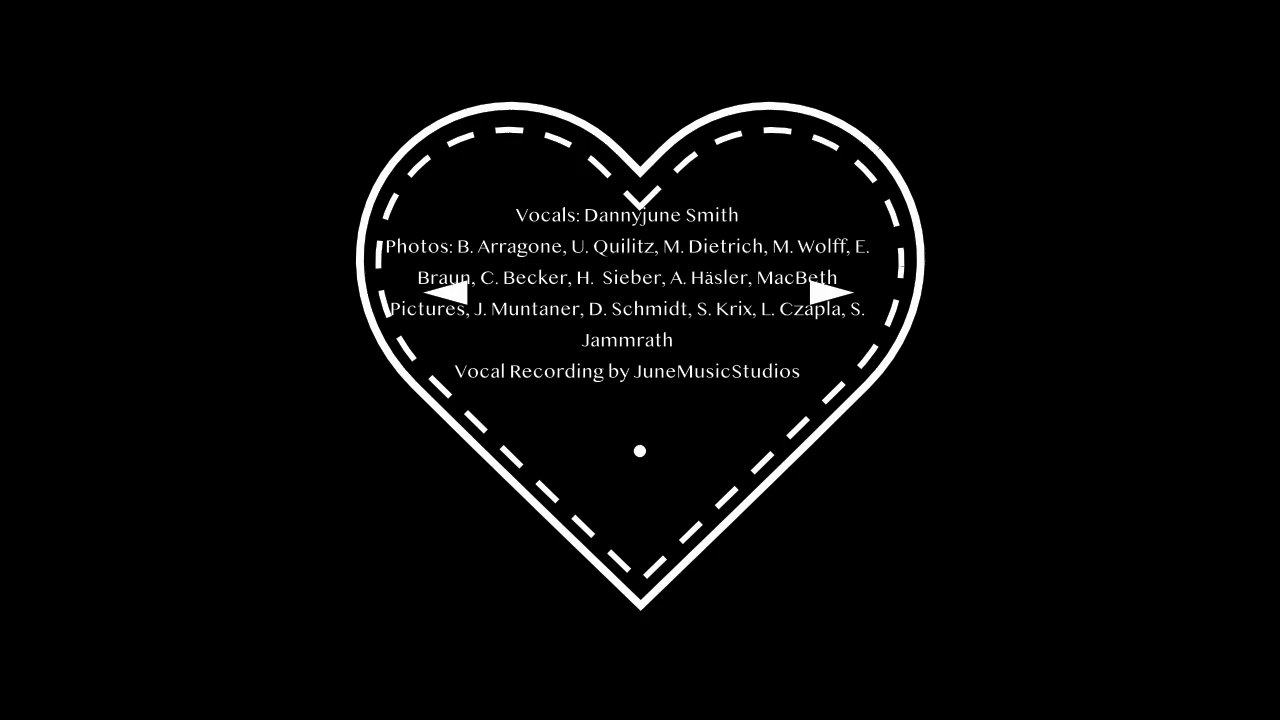 Vocals: Dannyjune Smith
Photos: B. Arragone, U. Quilitz, M. Dietrich, M. Wolff, E.
Braun, C. Becker, H. Sieber, A. Häsler, MacBeth
Pictures, J. Muntaner, D. Schmidt, S. Krix, L. Czapla, S.
Jammrath
Vocal Recording by JuneMusicStudios